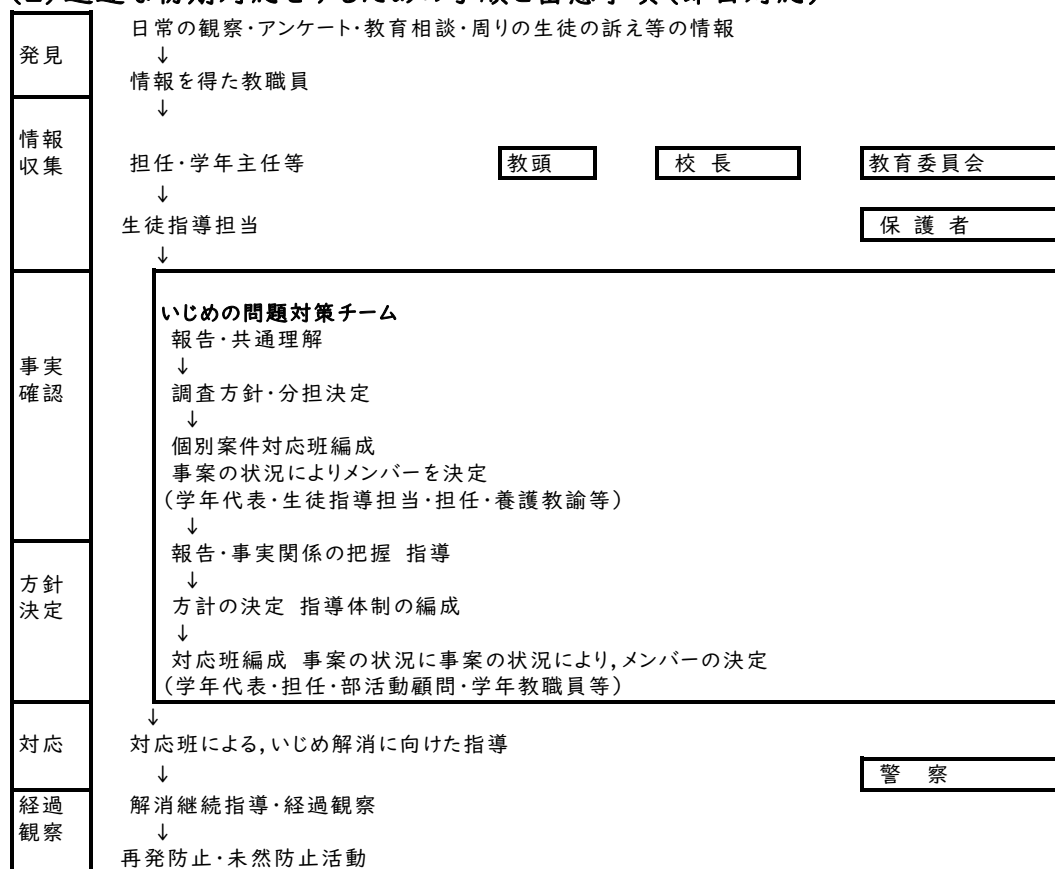 発見
日常の観察・アンケート・教育相談・周りの生徒の訴え等の情報
↓
情報を得た教職員
↓
情報
収集
担任・学年主任等 教頭 校長 教育委員会
↓
生徒指導担当 保護者
↓
いじめの問題対策チーム
報告・共通理解
↓
事実
確認
調査方針・分担決定
↓
個別案件対応班編成
事案の状況によりメンバーを決定
(学年代表・生徒指導担当・担任・養護教諭等)
↓
報告・事実関係の把握 指導
↓
方針
決定
方計の決定 指導体制の編成
↓
対応班編成 事案の状況に事案の状況により,メンバーの決定
(学年代表・担任・部活動顧問・学年教職員等)
↓
対応
対応班による,いじめ解消に向けた指導
↓ 警察
経過
観察
解消継続指導・経過観察
↓
再発防止・未然防止活動